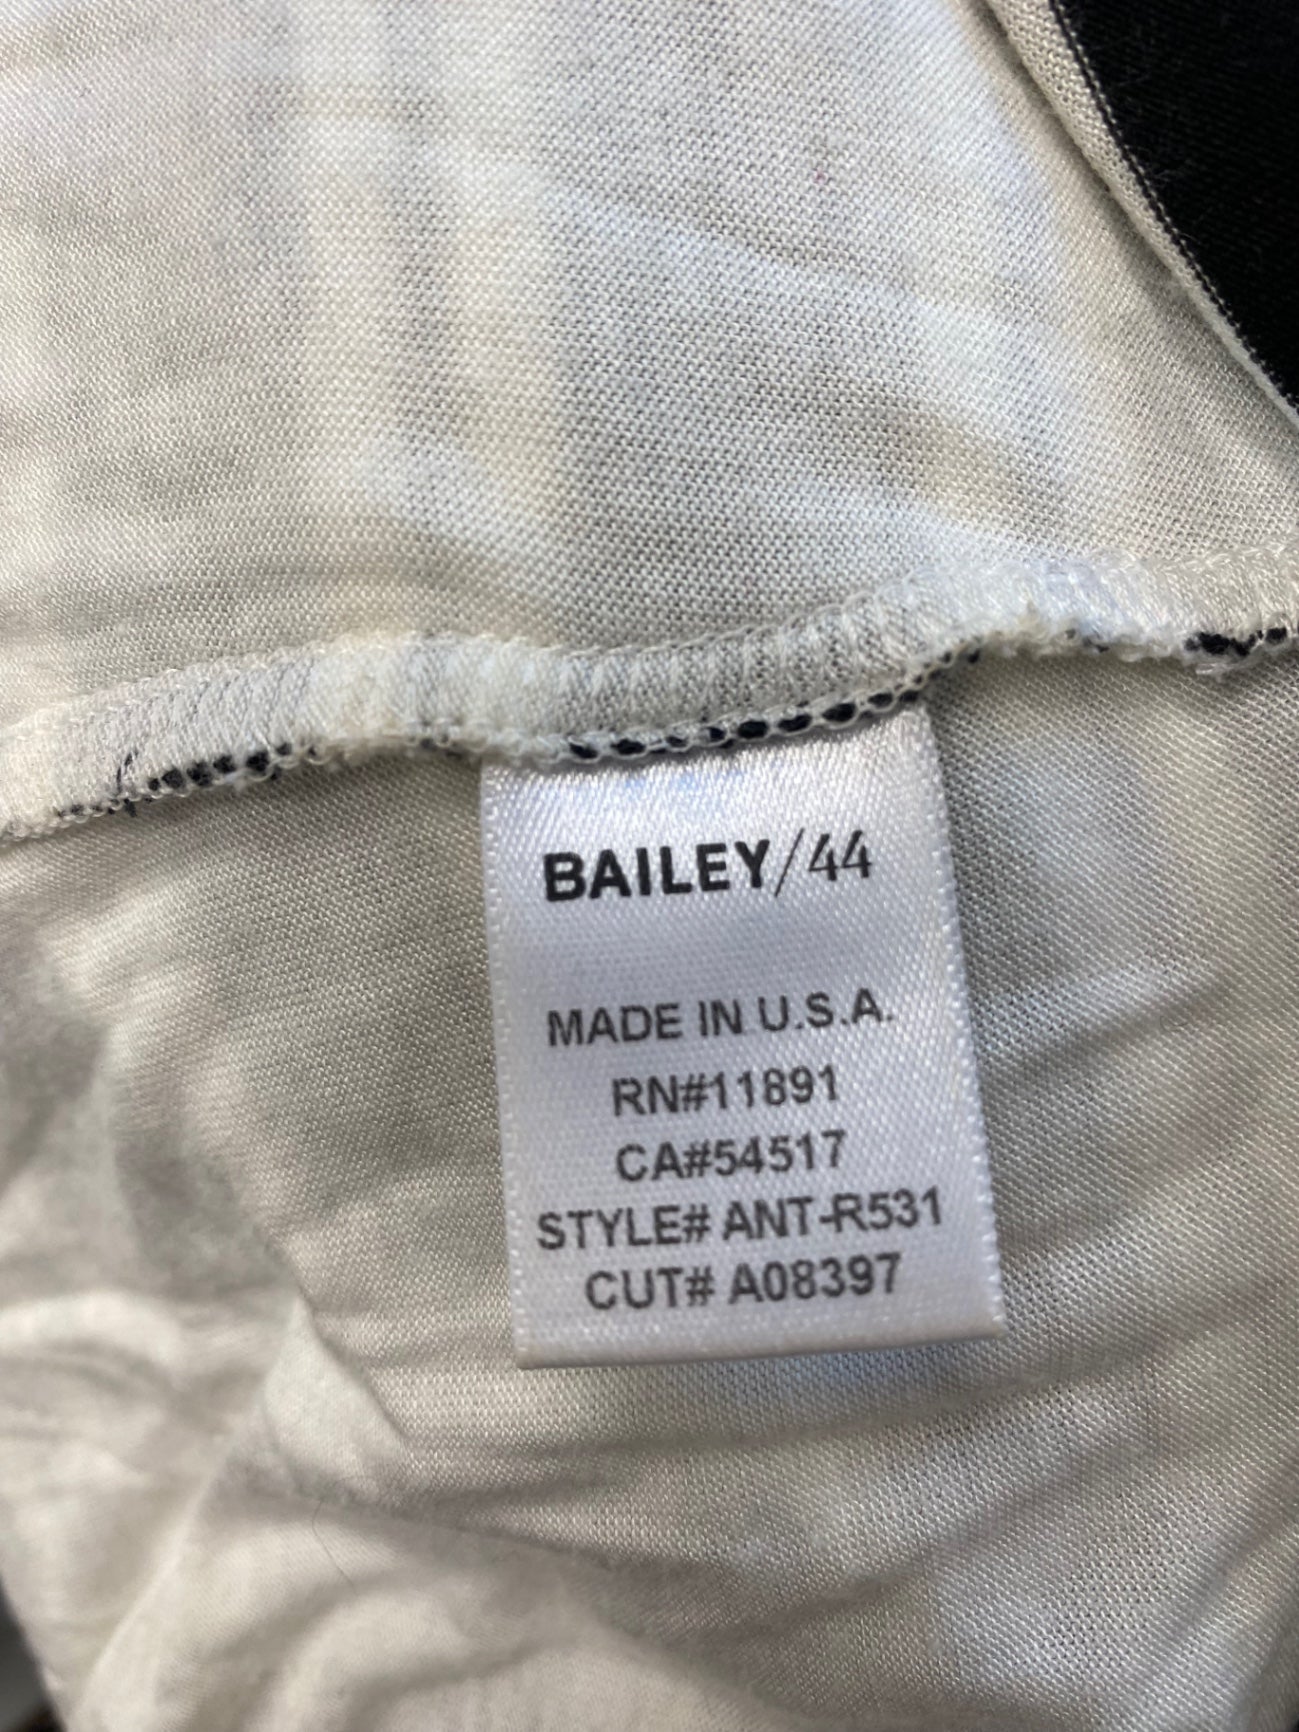 BAILEY/44
MADE IN U.S.A.
RN#11891
CA#54517
STYLE# ANT-R531
CUT# A08397